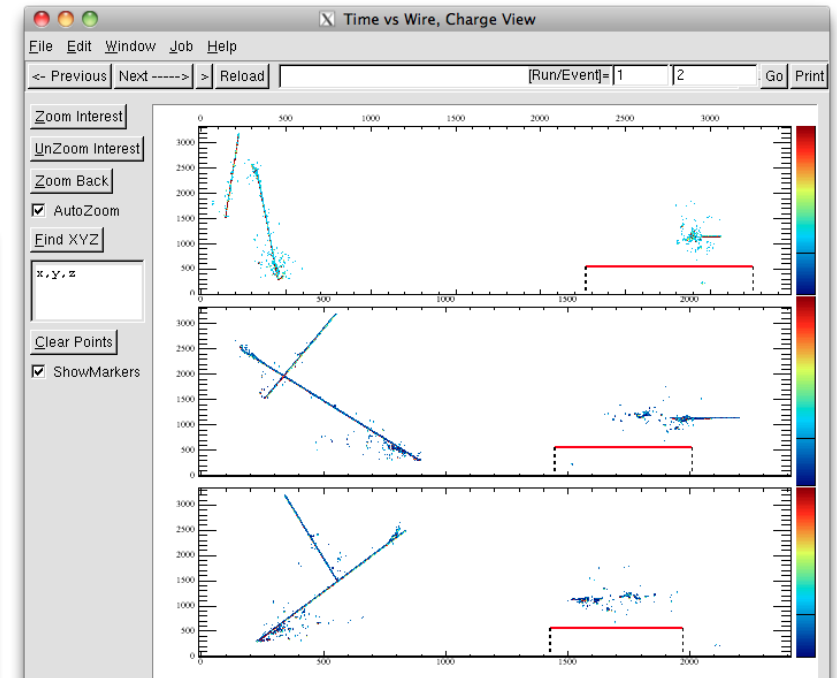 X Time vs Wire, Charge View
File Edit Window Job Help
<- Previous Next -----> > Reload [Run/Event]= 1 2 Go Print
Zoom Interest
UnZoom Interest
Zoom Back
AutoZoom
Find XYZ
x,y,z
Clear Points
ShowMarkers
0 500 1000 1500 2000 2500 3000
3000
2500
2000
1500
1000
500
0
0 500 1000 1500 2000
3000
2500
2000
1500
1000
500
0
0 500 1000 1500 2000
3000
2500
2000
1500
1000
500
0
0 500 1000 1500 2000